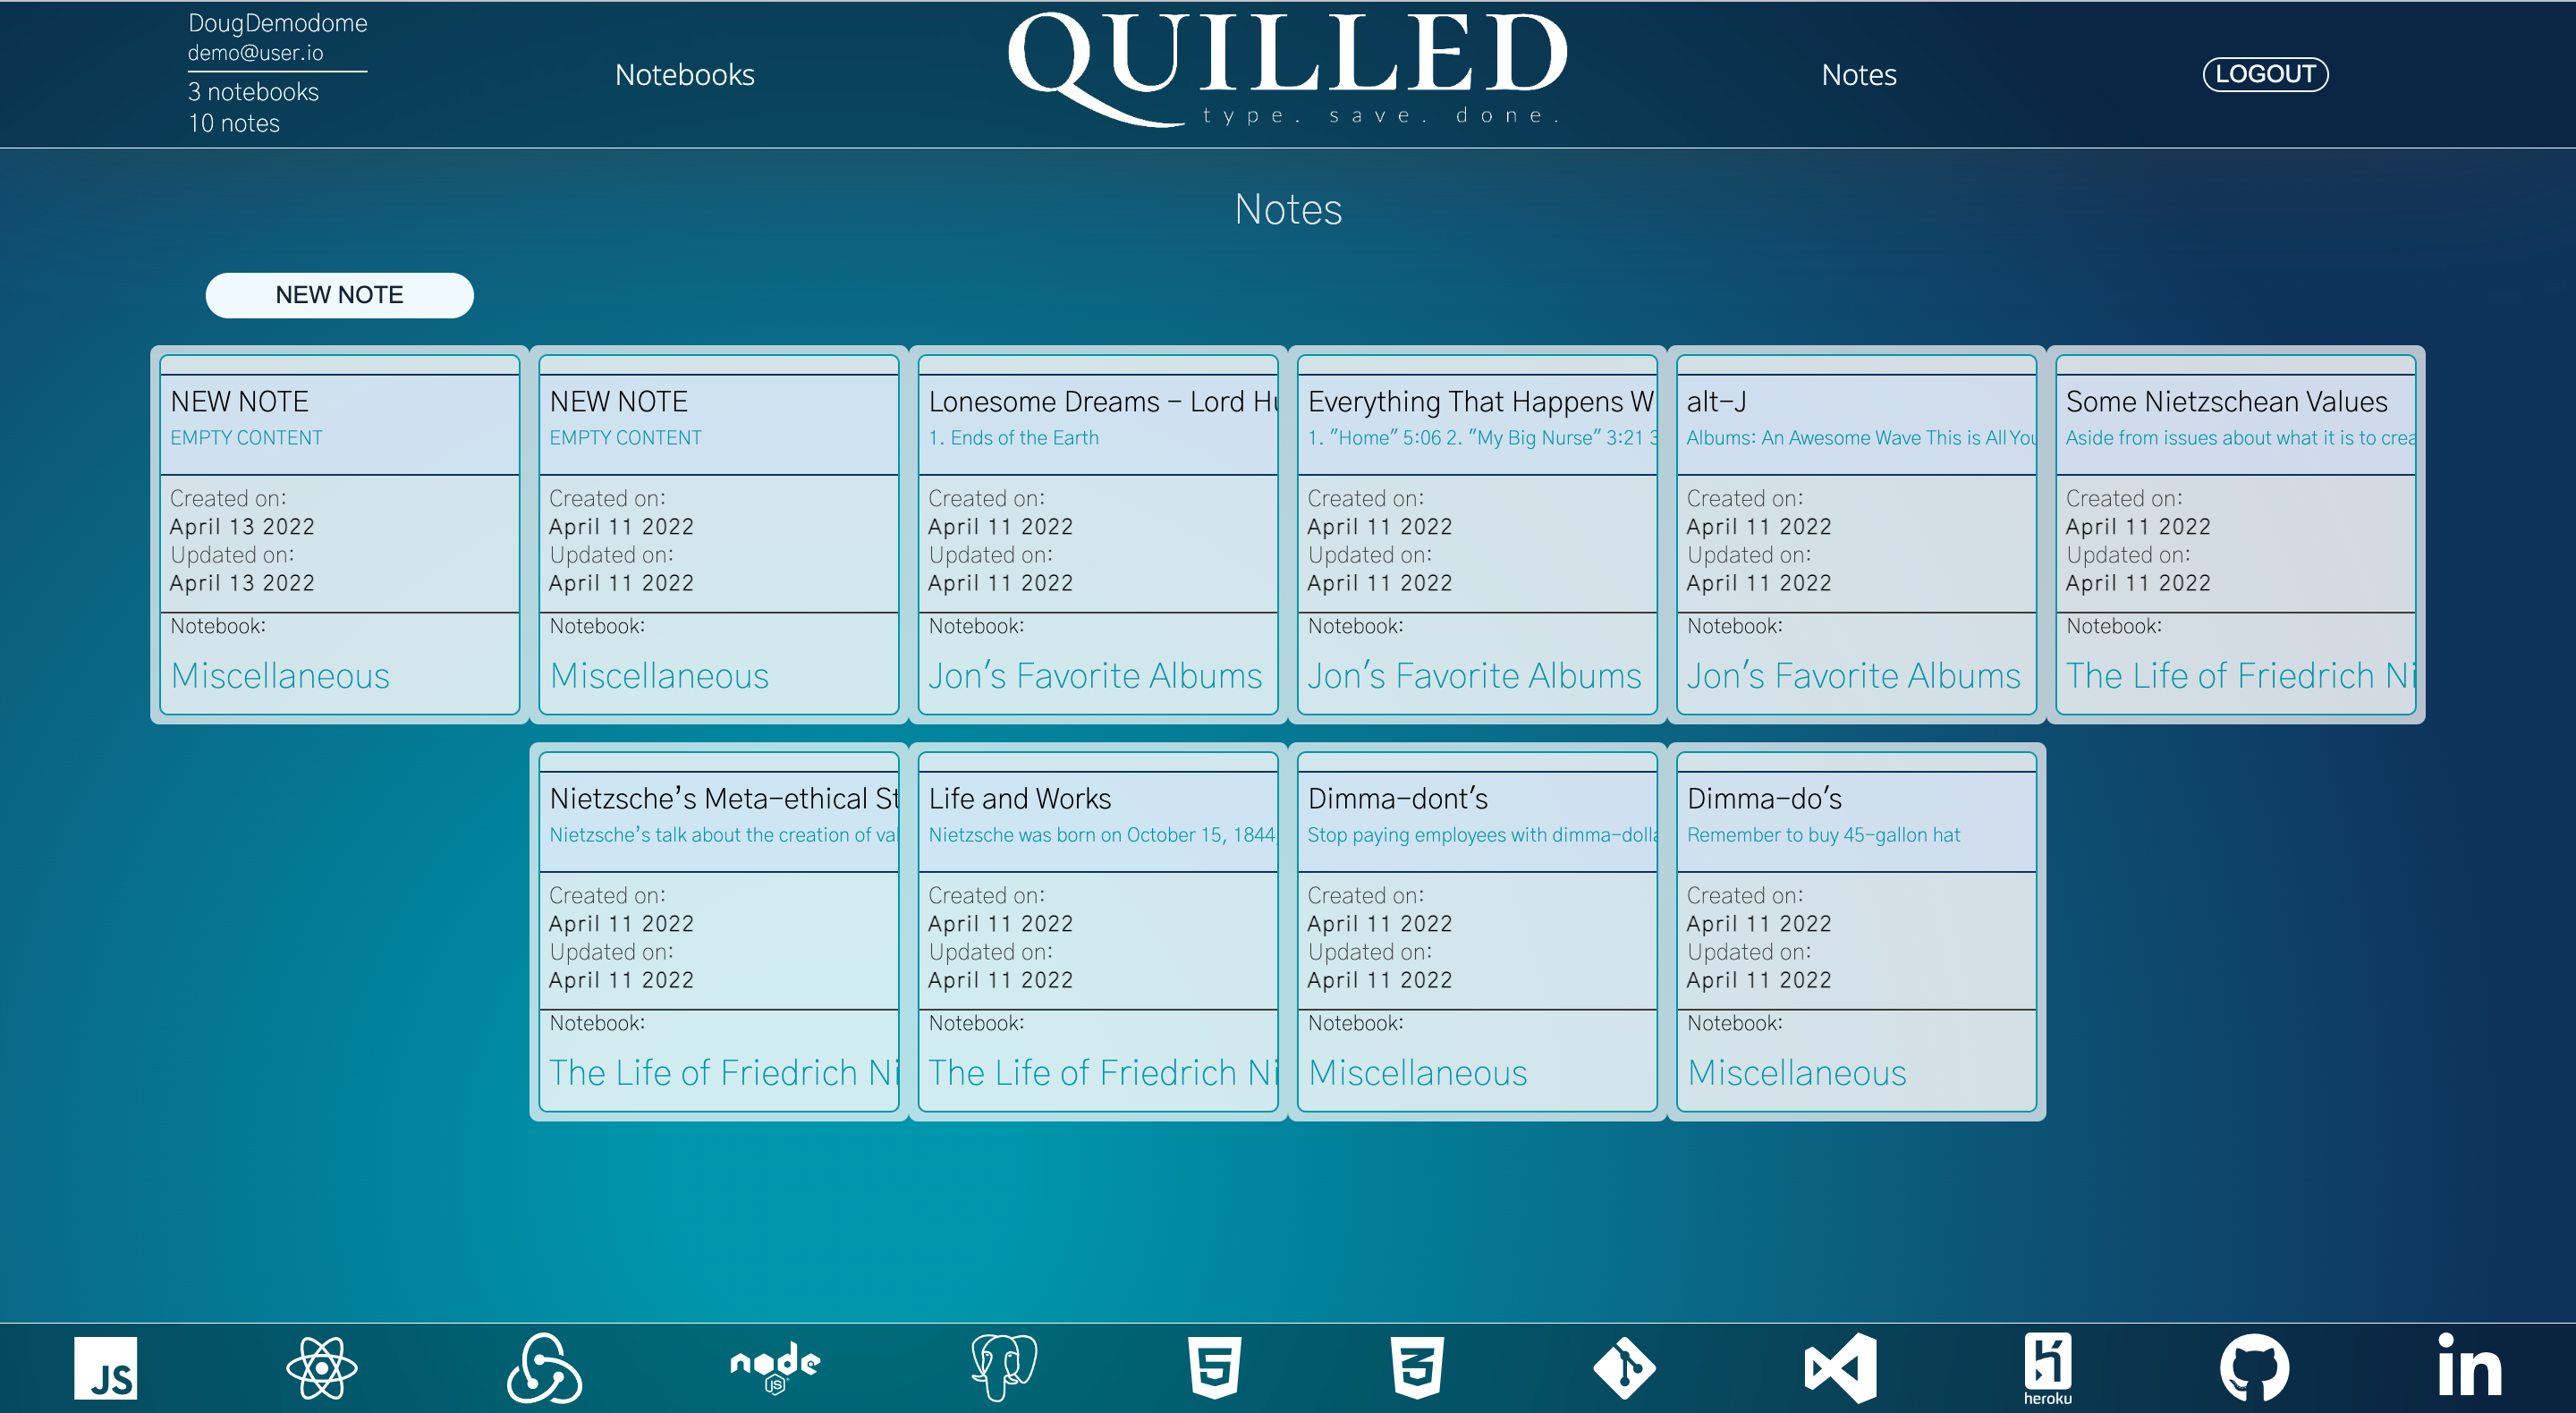 DougDemodome
demo@user.io
3 notebooks
10 notes
Notebooks
QUILLED
type. save. done.
Notes
LOGOUT
Notes
NEW NOTE
NEW NOTE
EMPTY CONTENT
Created on:
April 13 2022
Updated on:
April 13 2022
Notebook:
Miscellaneous
NEW NOTE
EMPTY CONTENT
Created on:
April 11 2022
Updated on:
April 11 2022
Notebook:
Miscellaneous
Lonesome Dreams - Lord Hu
1. Ends of the Earth
Created on:
April 11 2022
Updated on:
April 11 2022
Notebook:
Jon's Favorite Albums
Everything That Happens W
1. "Home" 5:06 2. "My Big Nurse" 3:21 3
Created on:
April 11 2022
Updated on:
April 11 2022
Notebook:
Jon's Favorite Albums
alt-J
Albums: An Awesome Wave This is All You
Created on:
April 11 2022
Updated on:
April 11 2022
Notebook:
Jon's Favorite Albums
Some Nietzschean Values
Aside from issues about what it is to crea
Created on:
April 11 2022
Updated on:
April 11 2022
Notebook:
The Life of Friedrich Ni
Nietzsche's Meta-ethical St
Nietzsche's talk about the creation of val
Created on:
April 11 2022
Updated on:
April 11 2022
Notebook:
The Life of Friedrich Ni
Life and Works
Nietzsche was born on October 15, 1844,
Created on:
April 11 2022
Updated on:
April 11 2022
Notebook:
The Life of Friedrich Ni
Dimma-dont's
Stop paying employees with dimma-dolla
Created on:
April 11 2022
Updated on:
April 11 2022
Notebook:
Miscellaneous
Dimma-do's
Remember to buy 45-gallon hat
Created on:
April 11 2022
Updated on:
April 11 2022
Notebook:
Miscellaneous
JS
node
JS
5
3
heroku
in